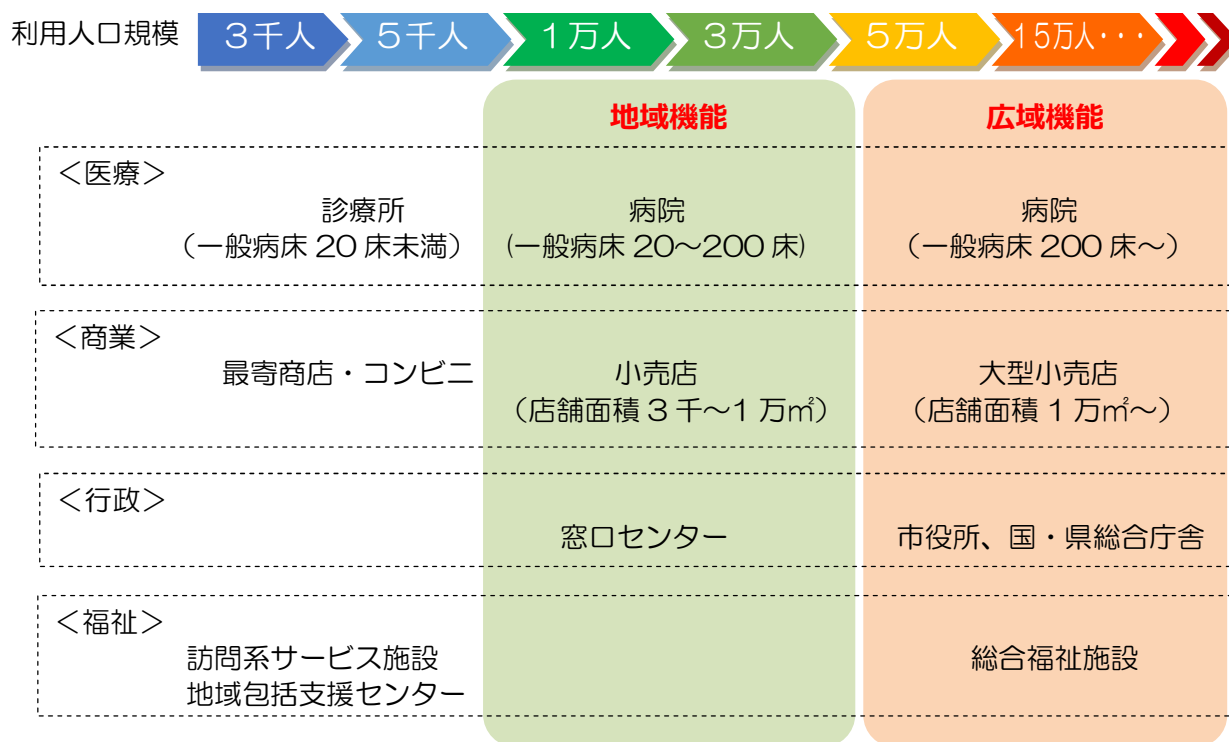 利用人口規模 3千人 5千人 1万人 3万人 5万人 15万人・・・
地域機能 広域機能
＜医療＞
診療所 病院 病院
（一般病床 20 床未満） (一般病床 20～200 床) （一般病床 200 床～）
＜商業＞
最寄商店・コンビニ 小売店 大型小売店
（店舗面積 3 千～1 万㎡） （店舗面積 1 万㎡～）
＜行政＞
窓口センター 市役所、国・県総合庁舎
＜福祉＞
訪問系サービス施設 総合福祉施設
地域包括支援センター